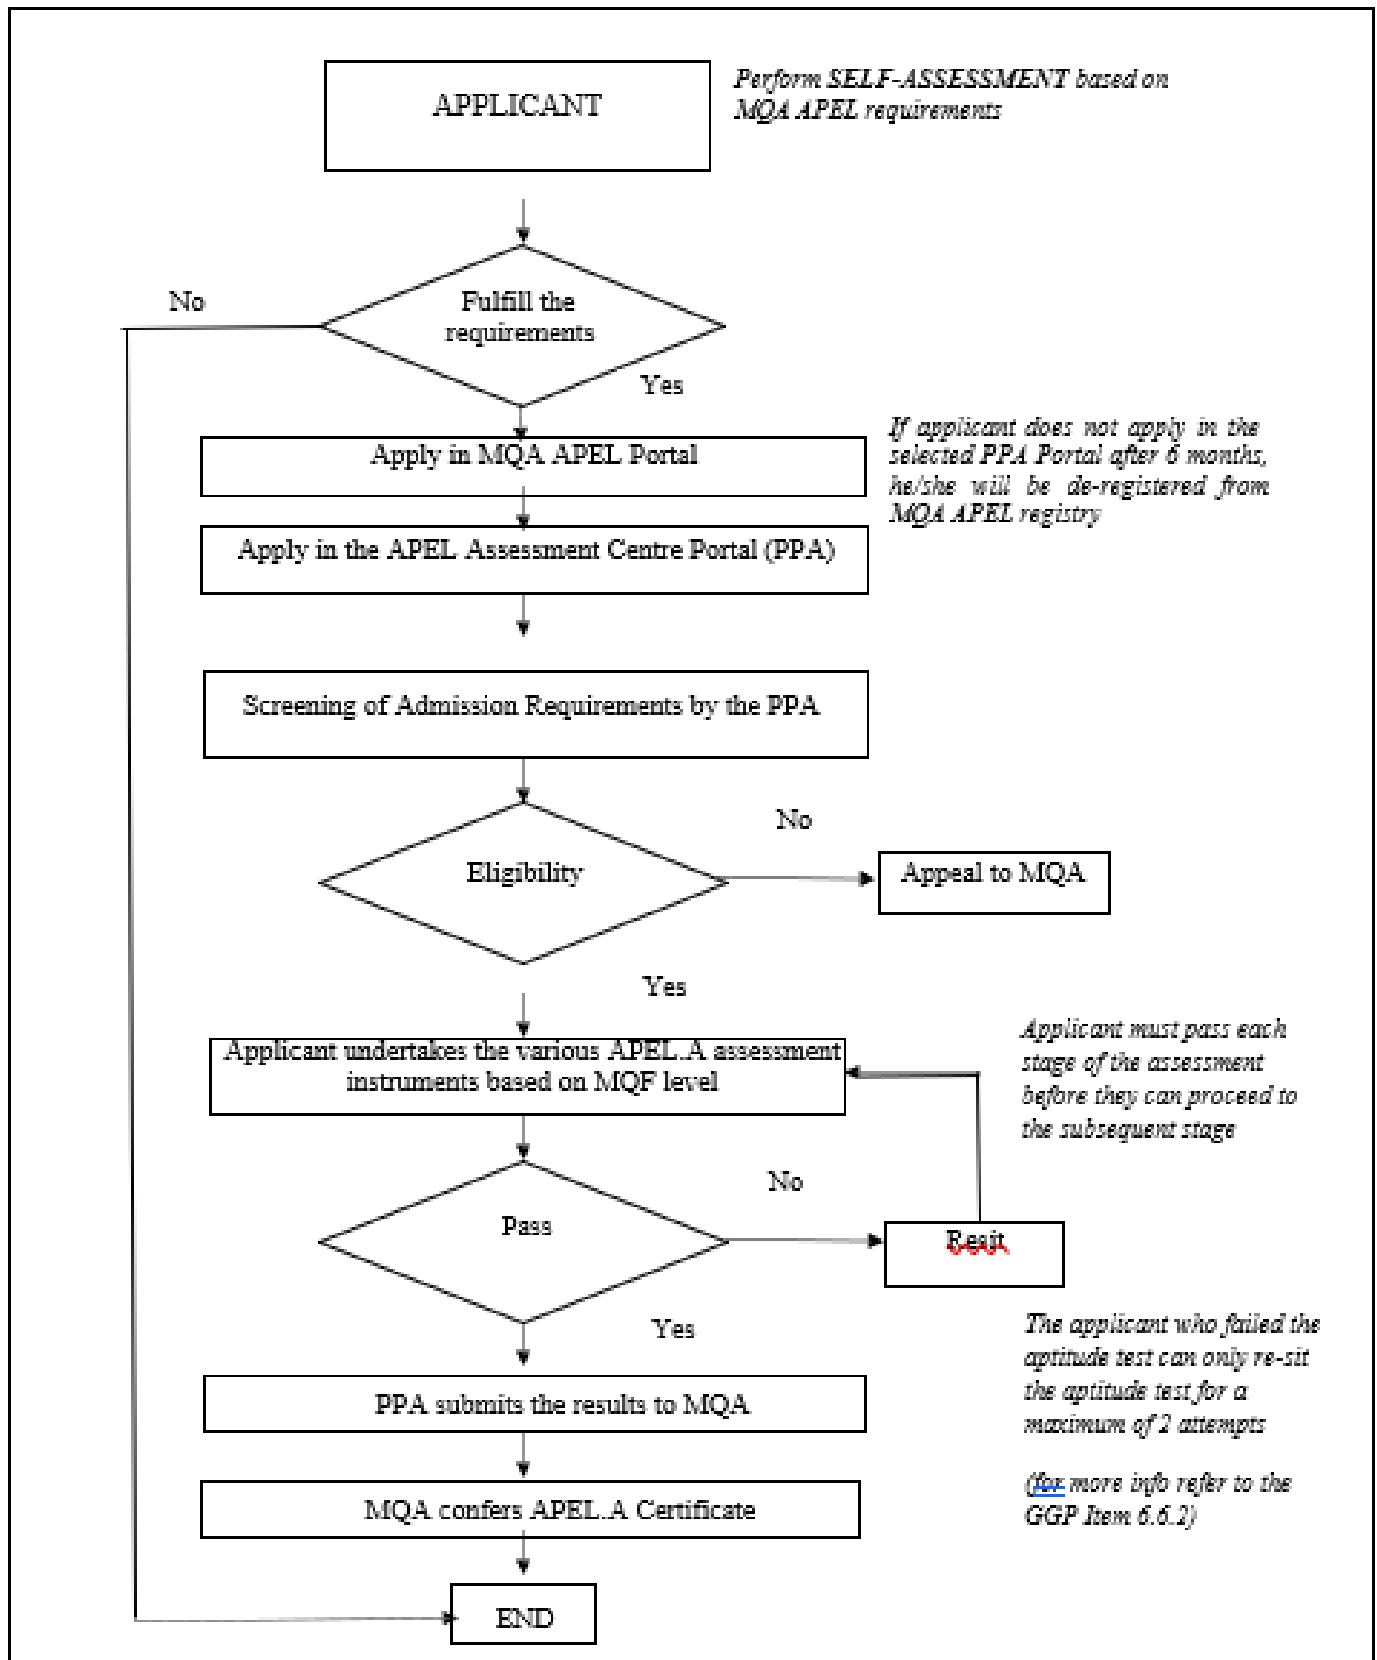 APPLICANT
Perform SELF-ASSESSMENT based on
MQA APEL requirements
No
Fulfill the
requirements
Yes
Apply in MQA APEL Portal
If applicant does not apply in the
selected PPA Portal after 6 months,
he/she will be de-registered from
MQA APEL registry
Apply in the APEL Assessment Centre Portal (PPA)
Screening of Admission Requirements by the PPA
No
Eligibility
Appeal to MQA
Yes
Applicant undertakes the various APEL.A assessment
instruments based on MQF level
Applicant must pass each
stage of the assessment
before they can proceed to
the subsequent stage
No
Pass
Resit
Yes
The applicant who failed the
aptitude test can only re-sit
the aptitude test for a
maximum of 2 attempts
PPA submits the results to MQA
(for more info refer to the
GGP Item 6.6.2)
MQA confers APEL.A Certificate
END